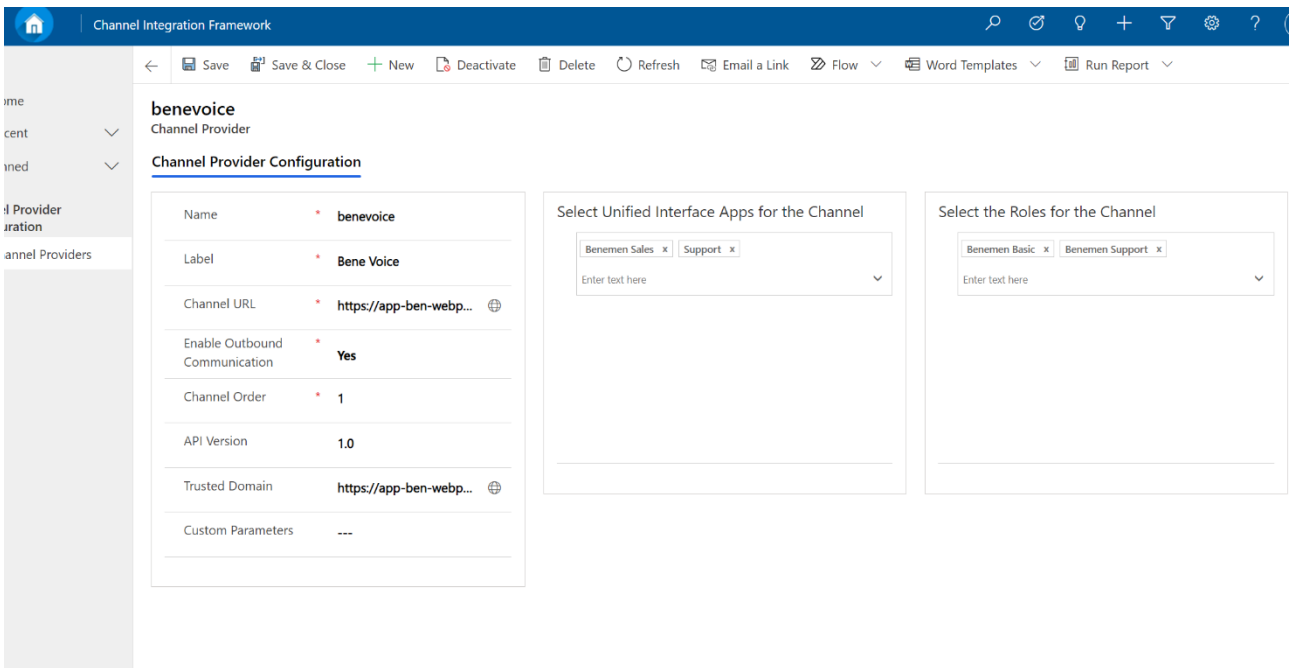 Channel Integration Framework
Save Save & Close New Deactivate Delete Refresh Email a Link Flow Word Templates Run Report
ome
cent
nned
el Provider
uration
annel Providers
benevoice
Channel Provider
Channel Provider Configuration
Name * benevoice
Label * Bene Voice
Channel URL * https://app-ben-webp...
Enable Outbound
Communication * Yes
Channel Order * 1
API Version 1.0
Trusted Domain https://app-ben-webp...
Custom Parameters ---
Select Unified Interface Apps for the Channel
Benemen Sales x Support x
Enter text here
Select the Roles for the Channel
Benemen Basic x Benemen Support x
Enter text here